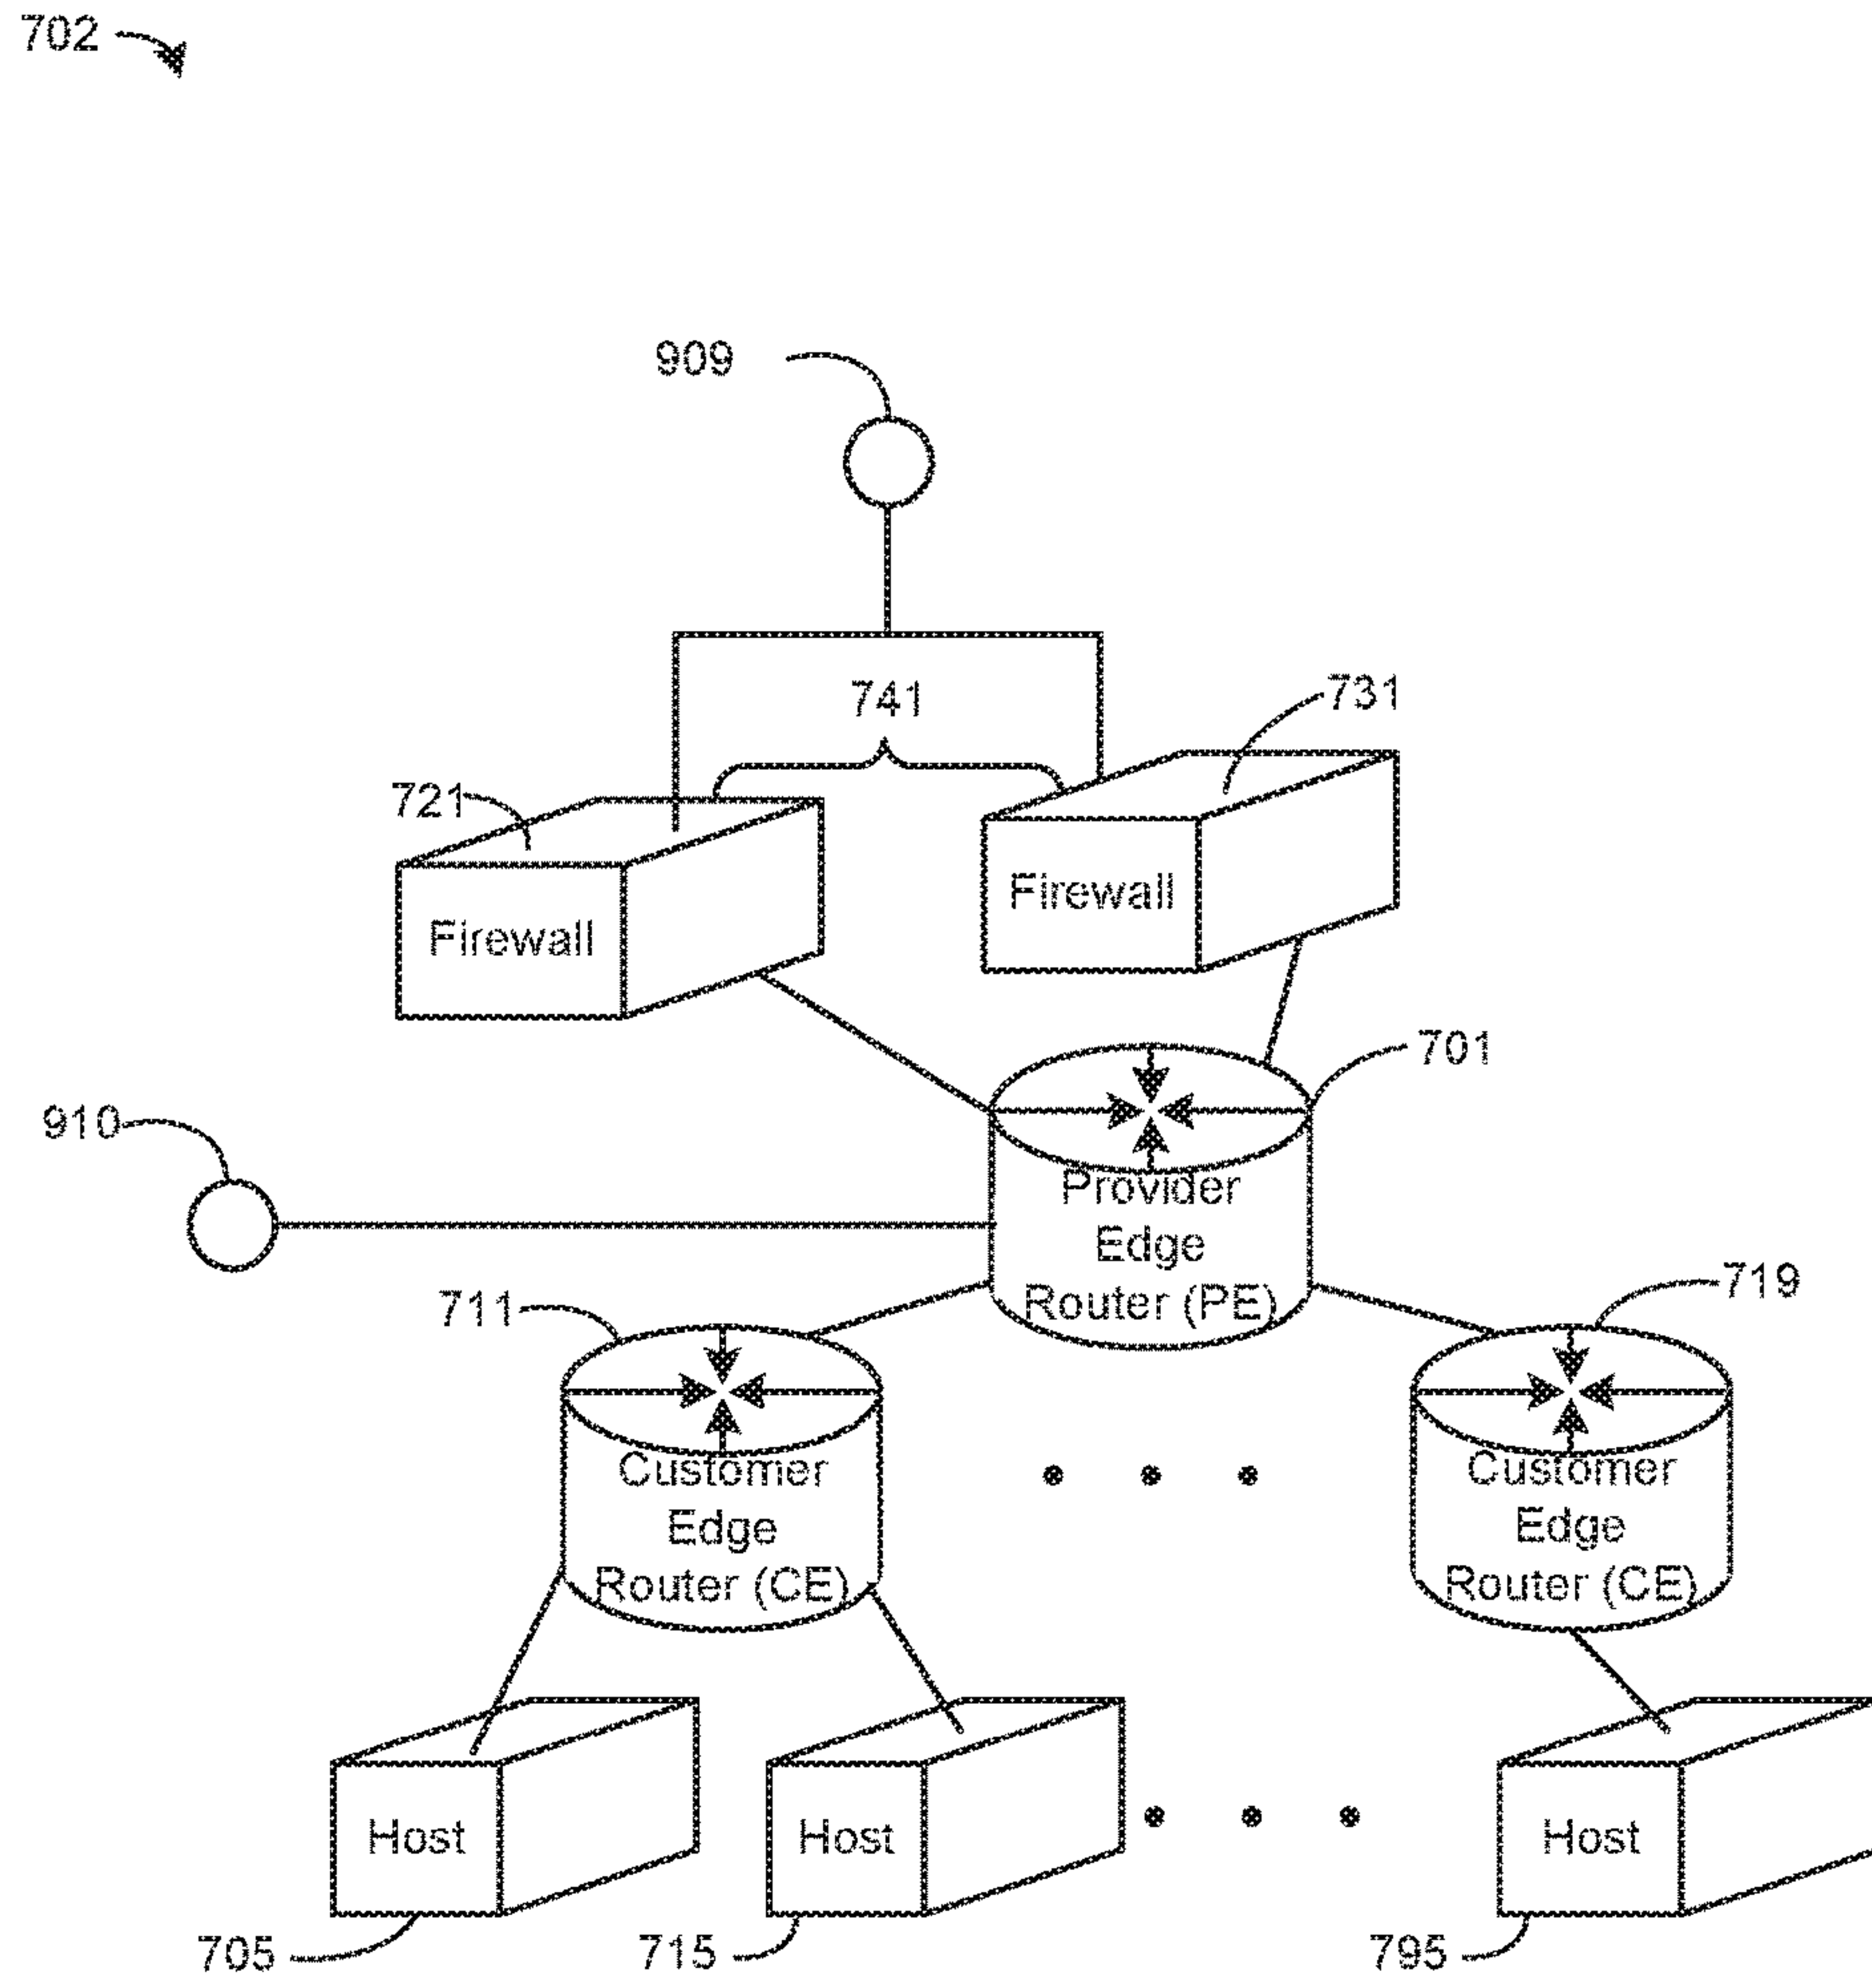 702
909
741
731
721
Firewall
Firewall
701
910
Provider
Edge
Router (PE)
711
719
Customer
Edge
Router (CE)
Customer
Edge
Router (CE)
Host
Host
Host
705
715
795